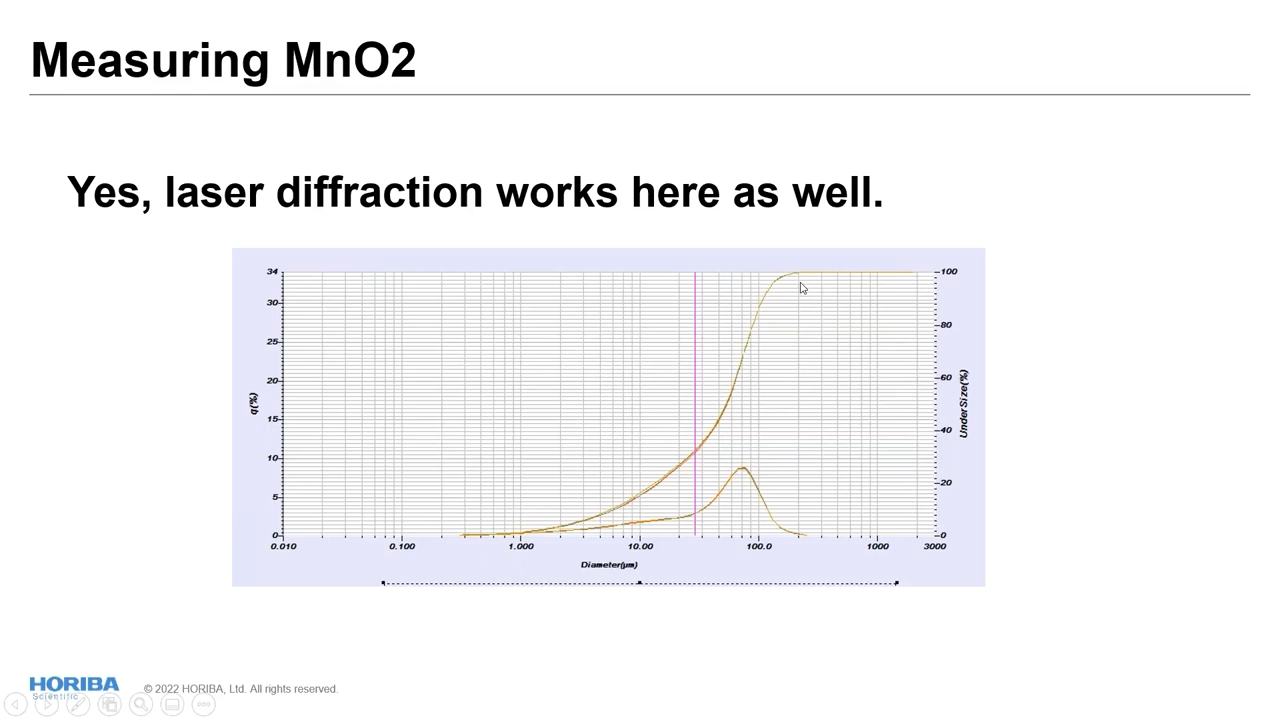 Measuring MnO2
Yes, laser diffraction works here as well.
34
30
25
20
15
10
5
0
q(%)
100
80
60
40
20
0
UnderSize(%)
0.010 0.100 1.000 10.00 100.0 1000 3000
Diameter(µm)
HORIBA
Scientific
© 2022 HORIBA, Ltd. All rights reserved.